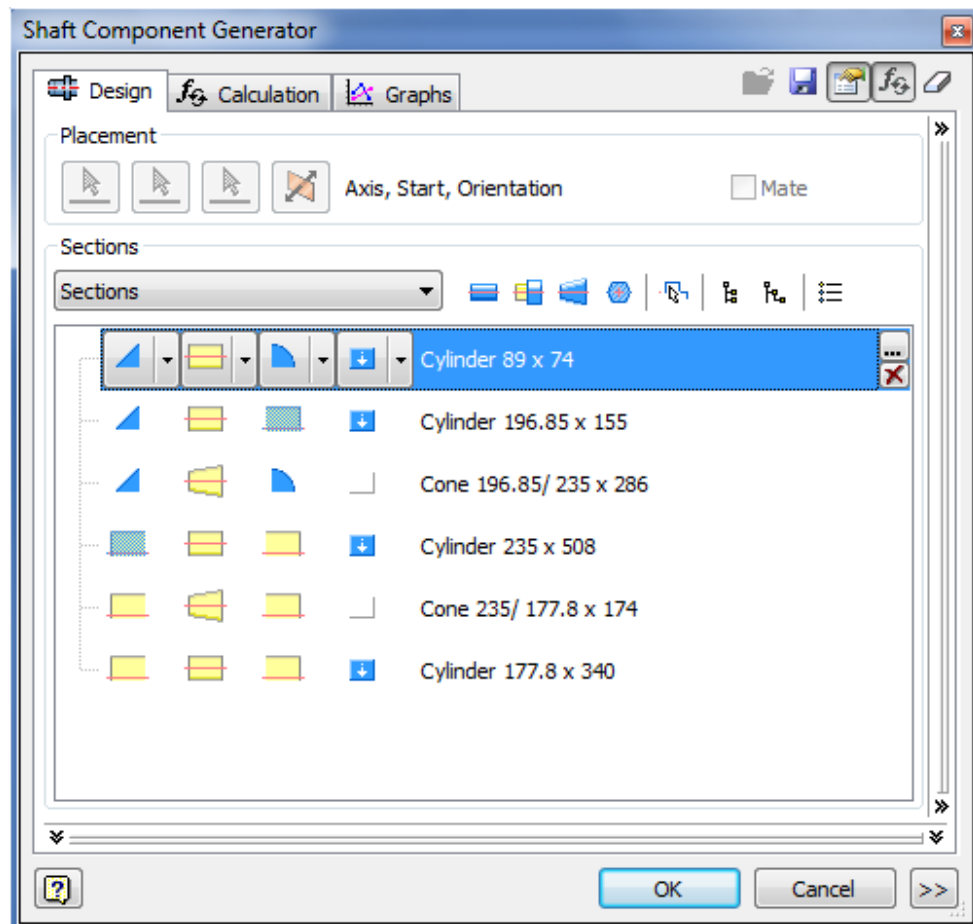 Shaft Component Generator
Design
Calculation
Graphs
Placement
Axis, Start, Orientation
Mate
Sections
Sections
Cylinder 89 x 74
...
Cylinder 196.85 x 155
Cone 196.85/ 235 x 286
Cylinder 235 x 508
Cone 235/ 177.8 x 174
Cylinder 177.8 x 340
OK
Cancel
>>